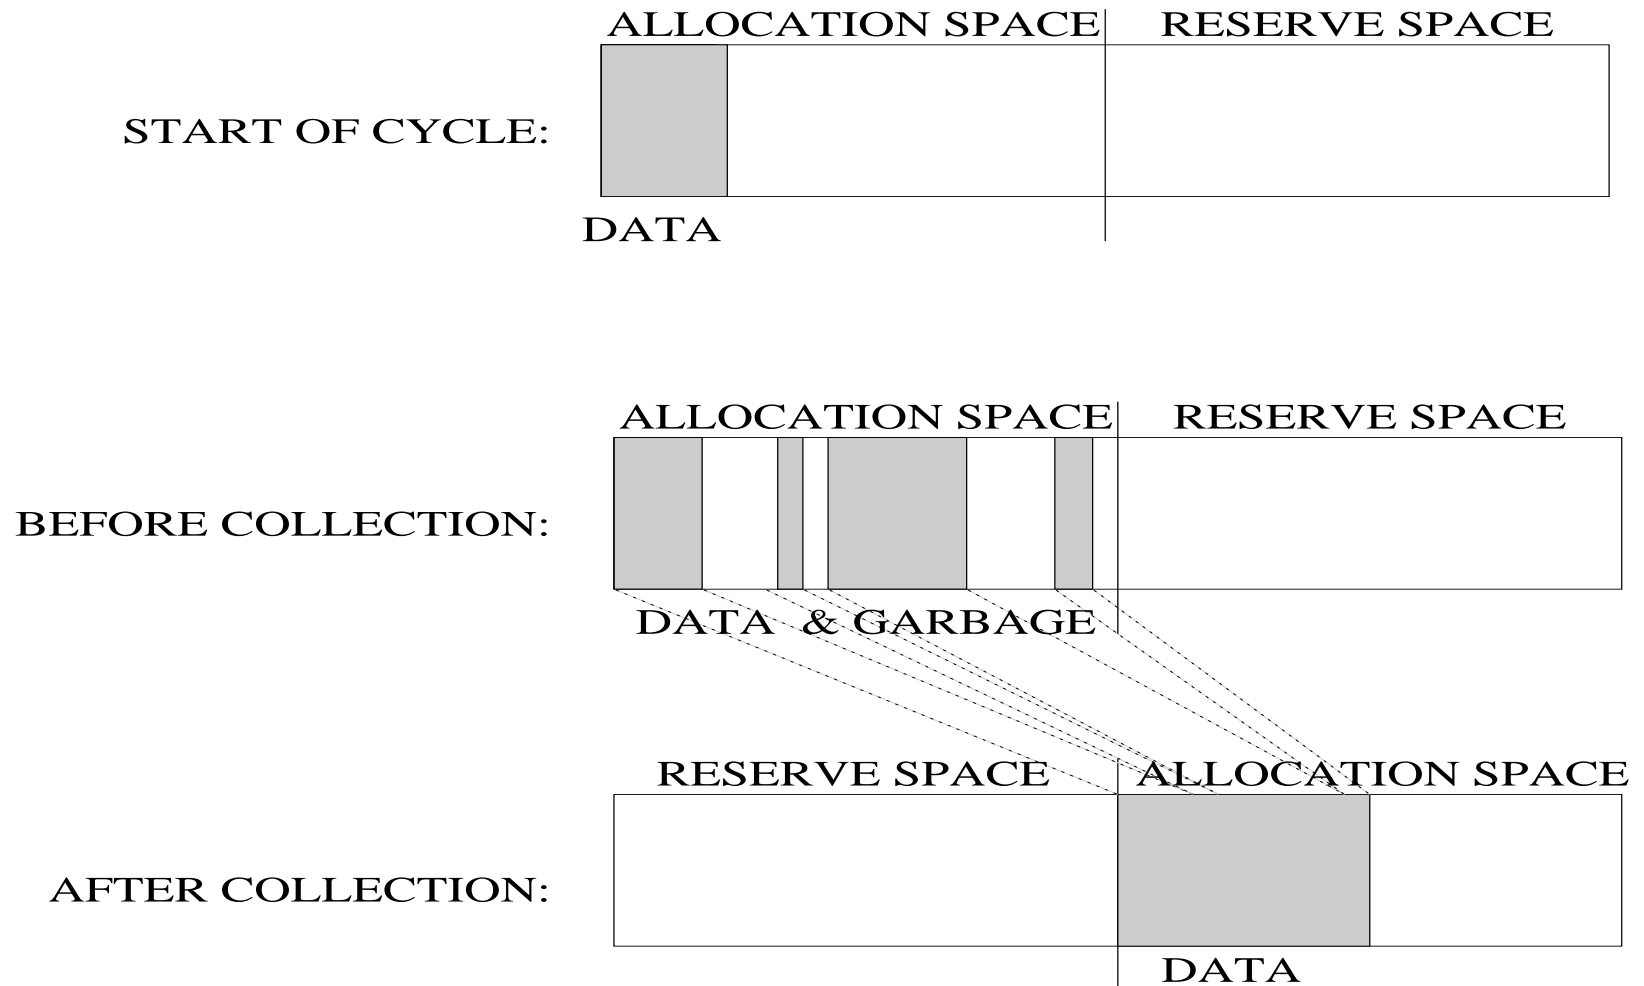 ALLOCATION SPACE RESERVE SPACE
START OF CYCLE:
DATA
ALLOCATION SPACE RESERVE SPACE
BEFORE COLLECTION:
DATA & GARBAGE
RESERVE SPACE ALLOCATION SPACE
AFTER COLLECTION:
DATA